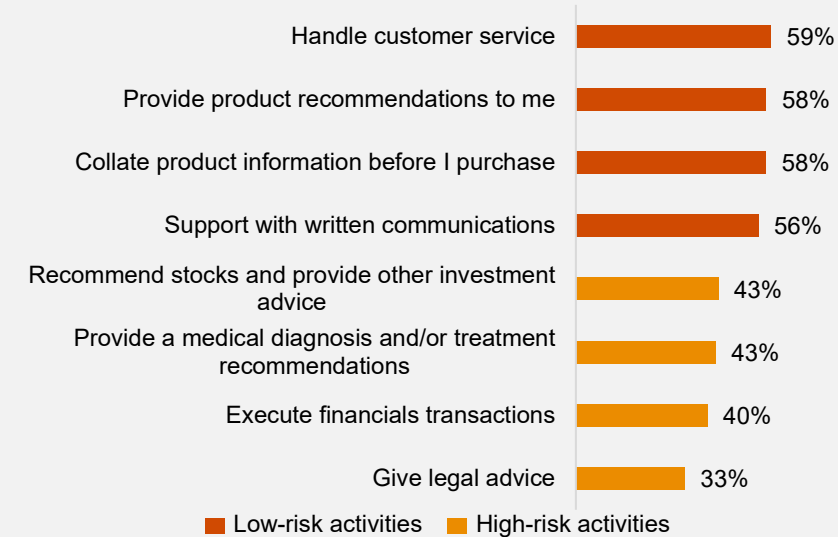 Handle customer service 59%
Provide product recommendations to me 58%
Collate product information before I purchase 58%
Support with written communications 56%
Recommend stocks and provide other investment
advice 43%
Provide a medical diagnosis and/or treatment
recommendations 43%
Execute financials transactions 40%
Give legal advice 33%
Low-risk activities High-risk activities